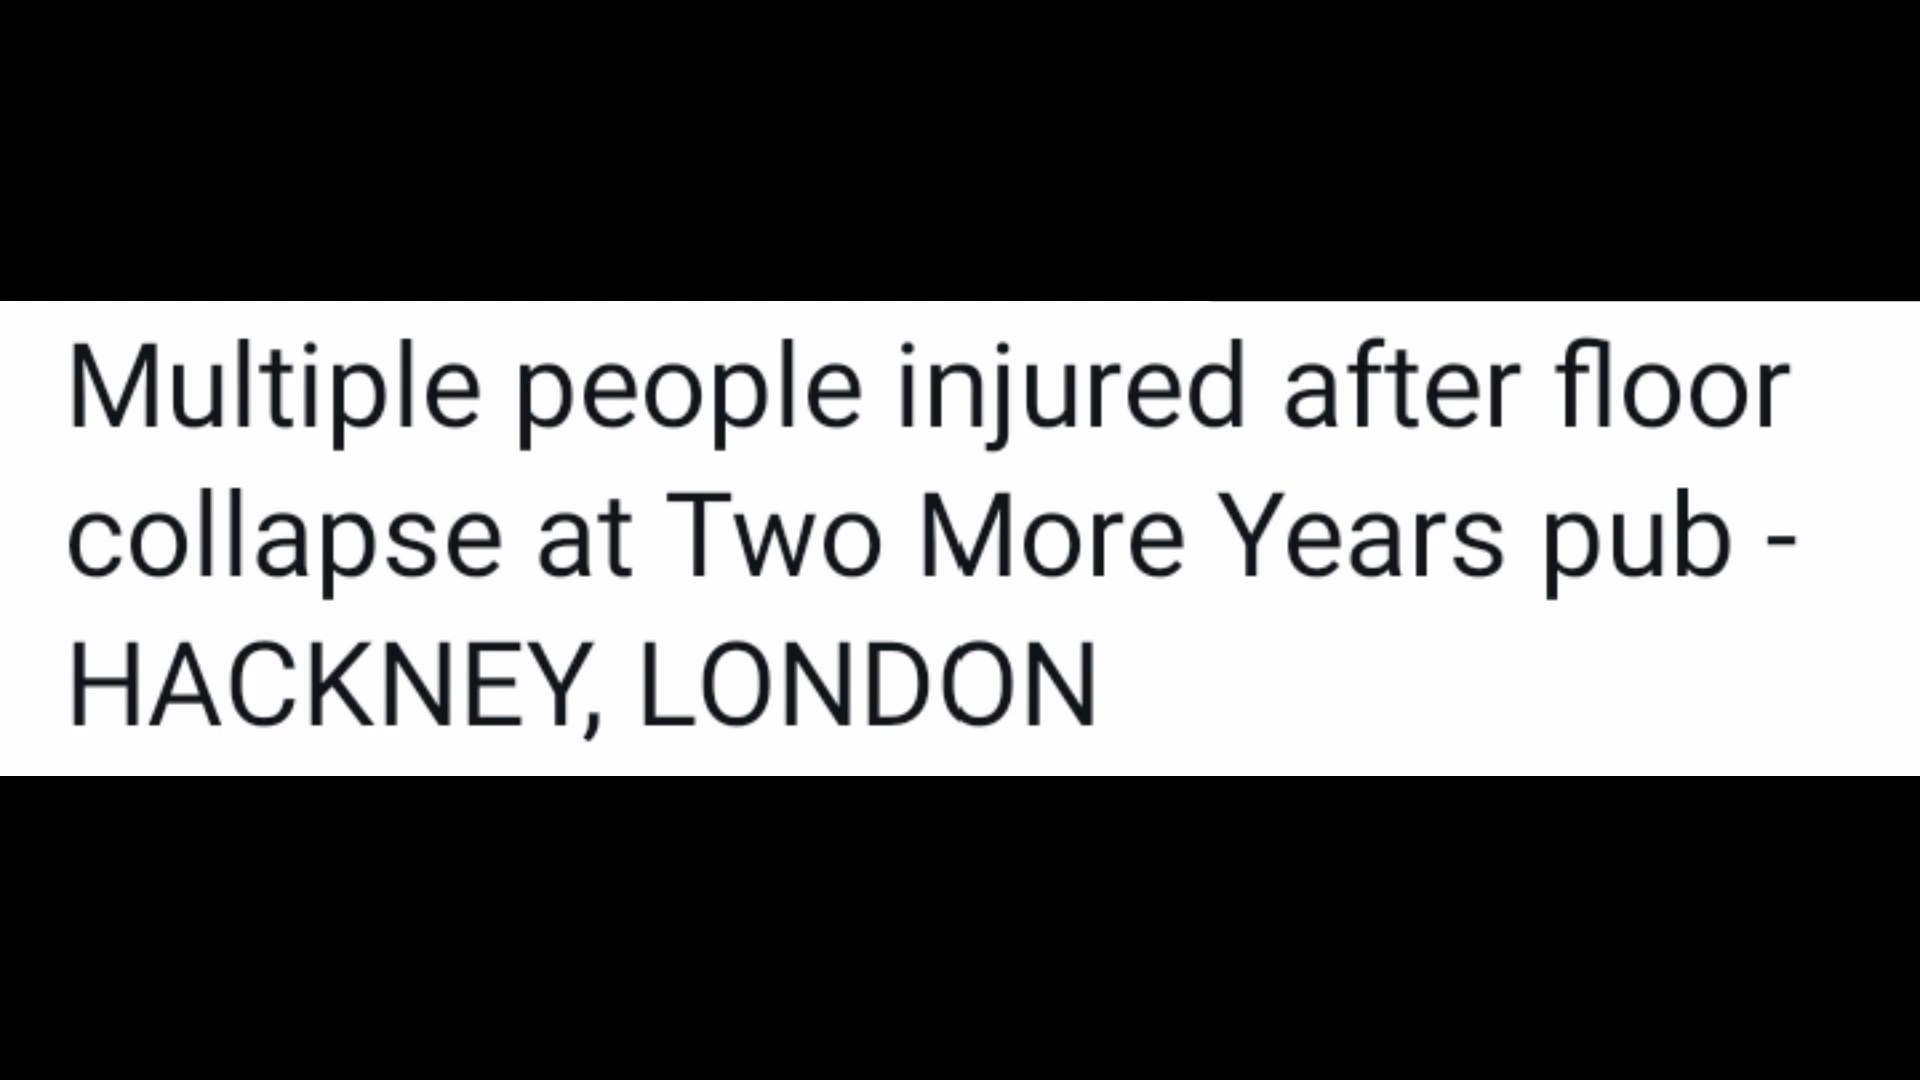 Multiple people injured after floor
collapse at Two More Years pub -
HACKNEY, LONDON